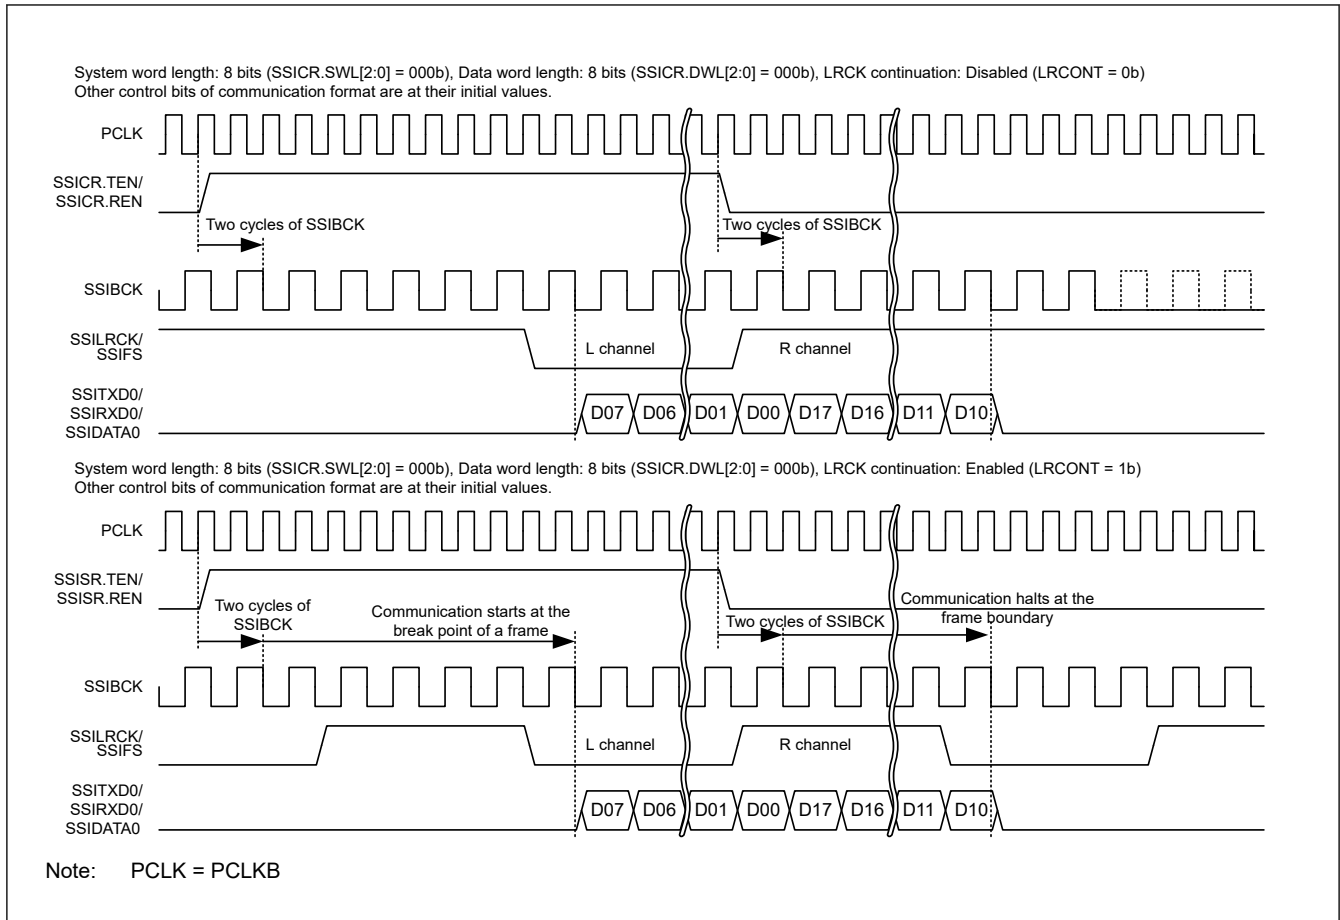 System word length: 8 bits (SSICR.SWL[2:0] = 000b), Data word length: 8 bits (SSICR.DWL[2:0] = 000b), LRCK continuation: Disabled (LRCONT = 0b)
Other control bits of communication format are at their initial values.
PCLK
SSICR.TEN/
SSICR.REN
Two cycles of SSIBCK
Two cycles of SSIBCK
SSIBCK
SSILRCK/
SSIFS
L channel
R channel
SSITXD0/
SSIRXD0/
SSIDATA0
D07 D06 D01 D00 D17 D16 D11 D10
System word length: 8 bits (SSICR.SWL[2:0] = 000b), Data word length: 8 bits (SSICR.DWL[2:0] = 000b), LRCK continuation: Enabled (LRCONT = 1b)
Other control bits of communication format are at their initial values.
PCLK
SSISR.TEN/
SSISR.REN
Two cycles of
SSIBCK
Communication starts at the
break point of a frame
Two cycles of SSIBCK
Communication halts at the
frame boundary
SSIBCK
SSILRCK/
SSIFS
L channel
R channel
SSITXD0/
SSIRXD0/
SSIDATA0
D07 D06 D01 D00 D17 D16 D11 D10
Note: PCLK = PCLKB